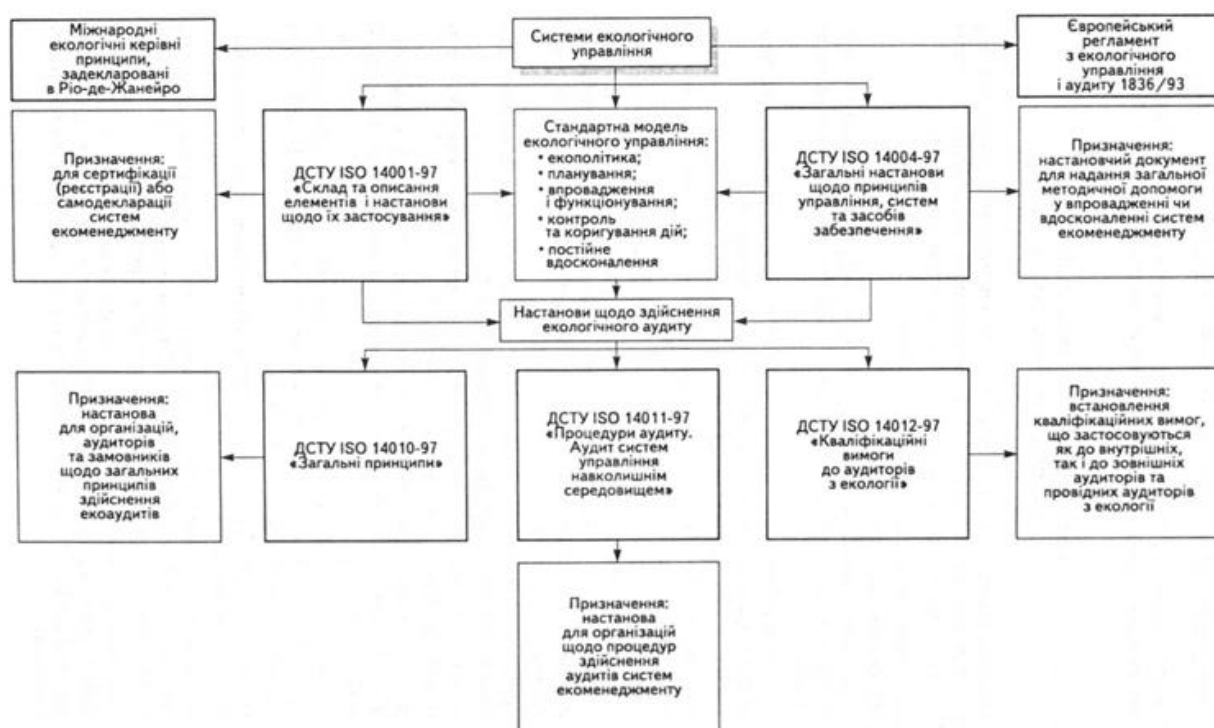 Міжнародні
екологічні керівні
принципи,
задекларовані
в Ріо-де-Жанейро
Системи екологічного
управління
Європейський
регламент
з екологічного
управління
і аудиту 1836/93
Призначення:
для сертифікації
(реєстрації) або
самодекларації
систем
екоменеджменту
ДСТУ ISO 14001-97
«Склад та описання
елементів і настанови
щодо їх застосування»
Стандартна модель
екологічного управління:
• екополітика;
• планування;
• впровадження
і функціонування;
• контроль
та коригування дій;
• постійне
вдосконалення
ДСТУ ISO 14004-97
«Загальні настанови
щодо принципів
управління, систем
та засобів
забезпечення»
Призначення:
настановчий документ
для надання загальної
методичної допомоги
у впровадженні чи
вдосконаленні систем
екоменеджменту
Настанови щодо здійснення
екологічного аудиту
Призначення:
настанова
для організацій,
аудиторів
та замовників
щодо загальних
принципів
здійснення
екоаудитів
ДСТУ ISO 14010-97
«Загальні принципи»
ДСТУ ISO 14011-97
«Процедури аудиту.
Аудит систем
управління
навколишнім
середовищем»
ДСТУ ISO 14012-97
«Кваліфікаційні
вимоги
до аудиторів
з екології»
Призначення:
встановлення
кваліфікаційних вимог,
що застосовуються
як до внутрішніх,
так і до зовнішніх
аудиторів та
провідних аудиторів
з екології
Призначення:
настанова
для організацій
щодо процедур
здійснення
аудитів систем
екоменеджменту